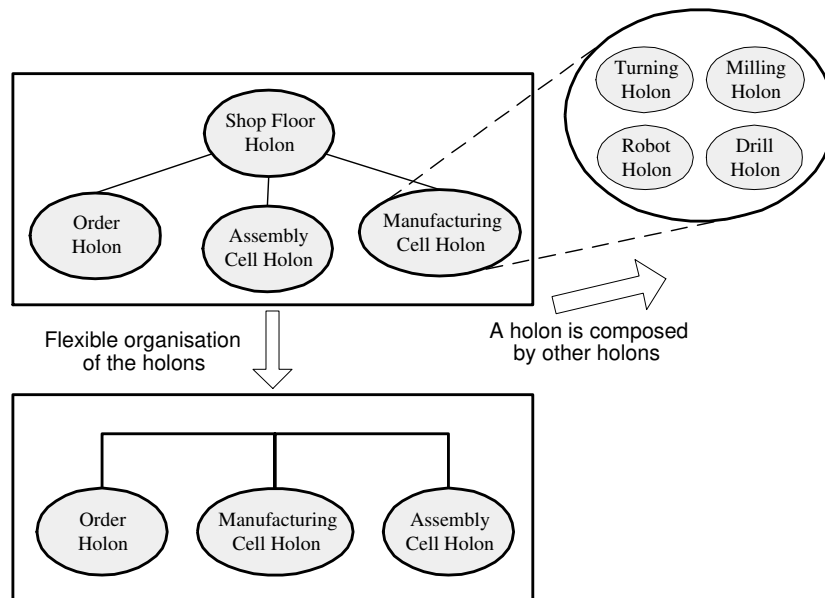 Turning
Holon
Milling
Holon
Robot
Holon
Drill
Holon
Shop Floor
Holon
Order
Holon
Assembly
Cell Holon
Manufacturing
Cell Holon
Flexible organisation
of the holons
A holon is composed
by other holons
Order
Holon
Manufacturing
Cell Holon
Assembly
Cell Holon